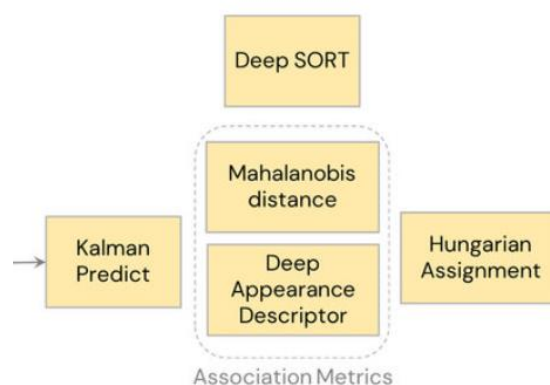 Deep SORT
Mahalanobis
distance
Kalman
Predict
Deep
Appearance
Descriptor
Hungarian
Assignment
Association Metrics